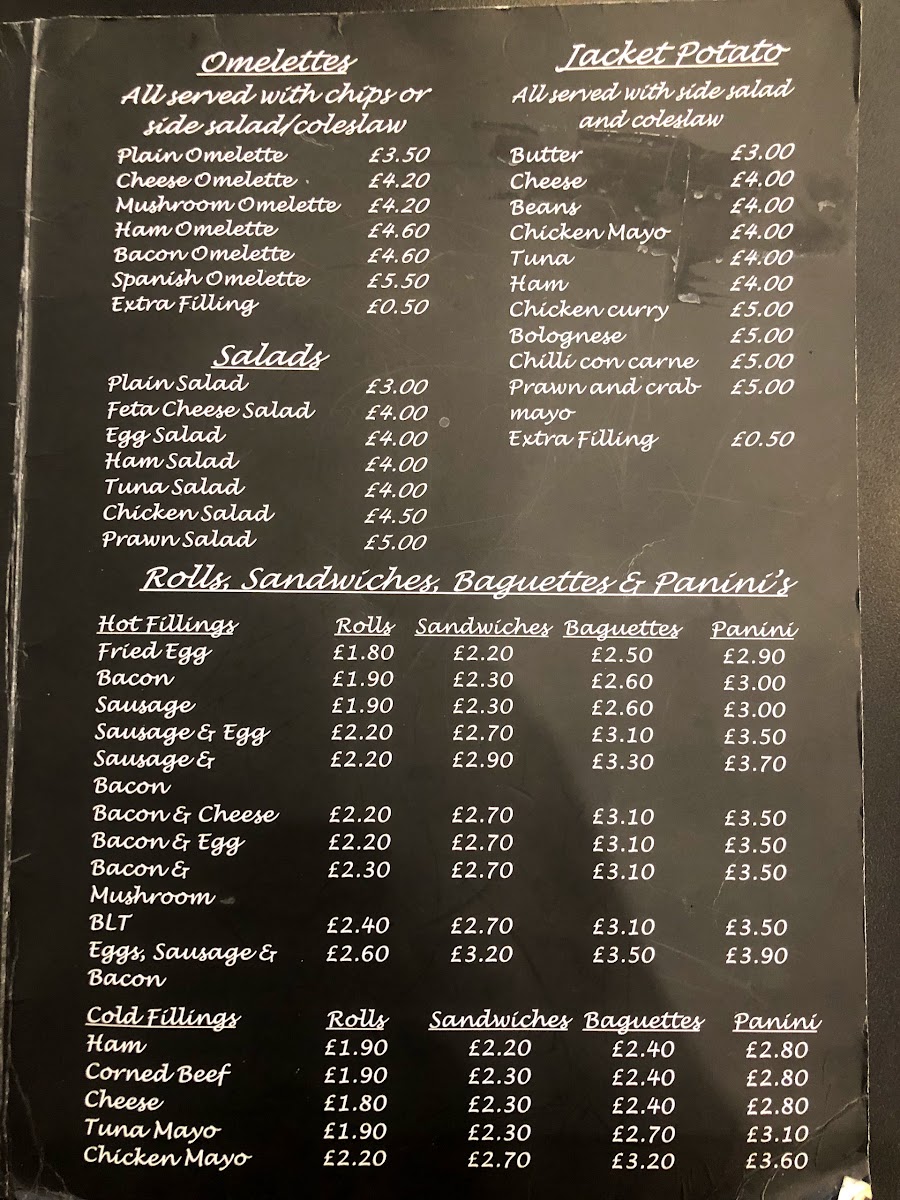 Omelettes
All served with chips or
side salad/coleslaw
Plain Omelette £3.50
Cheese Omelette £4.20
Mushroom Omelette £4.20
Ham Omelette £4.60
Bacon Omelette £4.60
Spanish Omelette £5.50
Extra Filling £0.50
Salads
Plain Salad £3.00
Feta Cheese Salad £4.00
Egg Salad £4.00
Ham Salad £4.00
Tuna Salad £4.00
Chicken Salad £4.50
Prawn Salad £5.00
Jacket Potato
All served with side salad
and coleslaw
Butter £3.00
Cheese £4.00
Beans £4.00
Chicken Mayo £4.00
Tuna £4.00
Ham £4.00
Chicken curry £5.00
Bolognese £5.00
Chilli con carne £5.00
Prawn and crab £5.00
mayo
Extra Filling £0.50
Rolls, Sandwiches, Baguettes & Panini's
Hot Fillings Rolls Sandwiches Baguettes Panini
Fried Egg £1.80 £2.20 £2.50 £2.90
Bacon £1.90 £2.30 £2.60 £3.00
Sausage £1.90 £2.30 £2.60 £3.00
Sausage & Egg £2.20 £2.70 £3.10 £3.50
Sausage & £2.20 £2.90 £3.30 £3.70
Bacon
Bacon & Cheese £2.20 £2.70 £3.10 £3.50
Bacon & Egg £2.20 £2.70 £3.10 £3.50
Bacon & £2.30 £2.70 £3.10 £3.50
Mushroom
BLT £2.40 £2.70 £3.10 £3.50
Eggs, Sausage & £2.60 £3.20 £3.50 £3.90
Bacon
Cold Fillings Rolls Sandwiches Baguettes Panini
Ham £1.90 £2.20 £2.40 £2.80
Corned Beef £1.90 £2.30 £2.40 £2.80
Cheese £1.80 £2.30 £2.40 £2.80
Tuna Mayo £1.90 £2.30 £2.70 £3.10
Chicken Mayo £2.20 £2.70 £3.20 £3.60